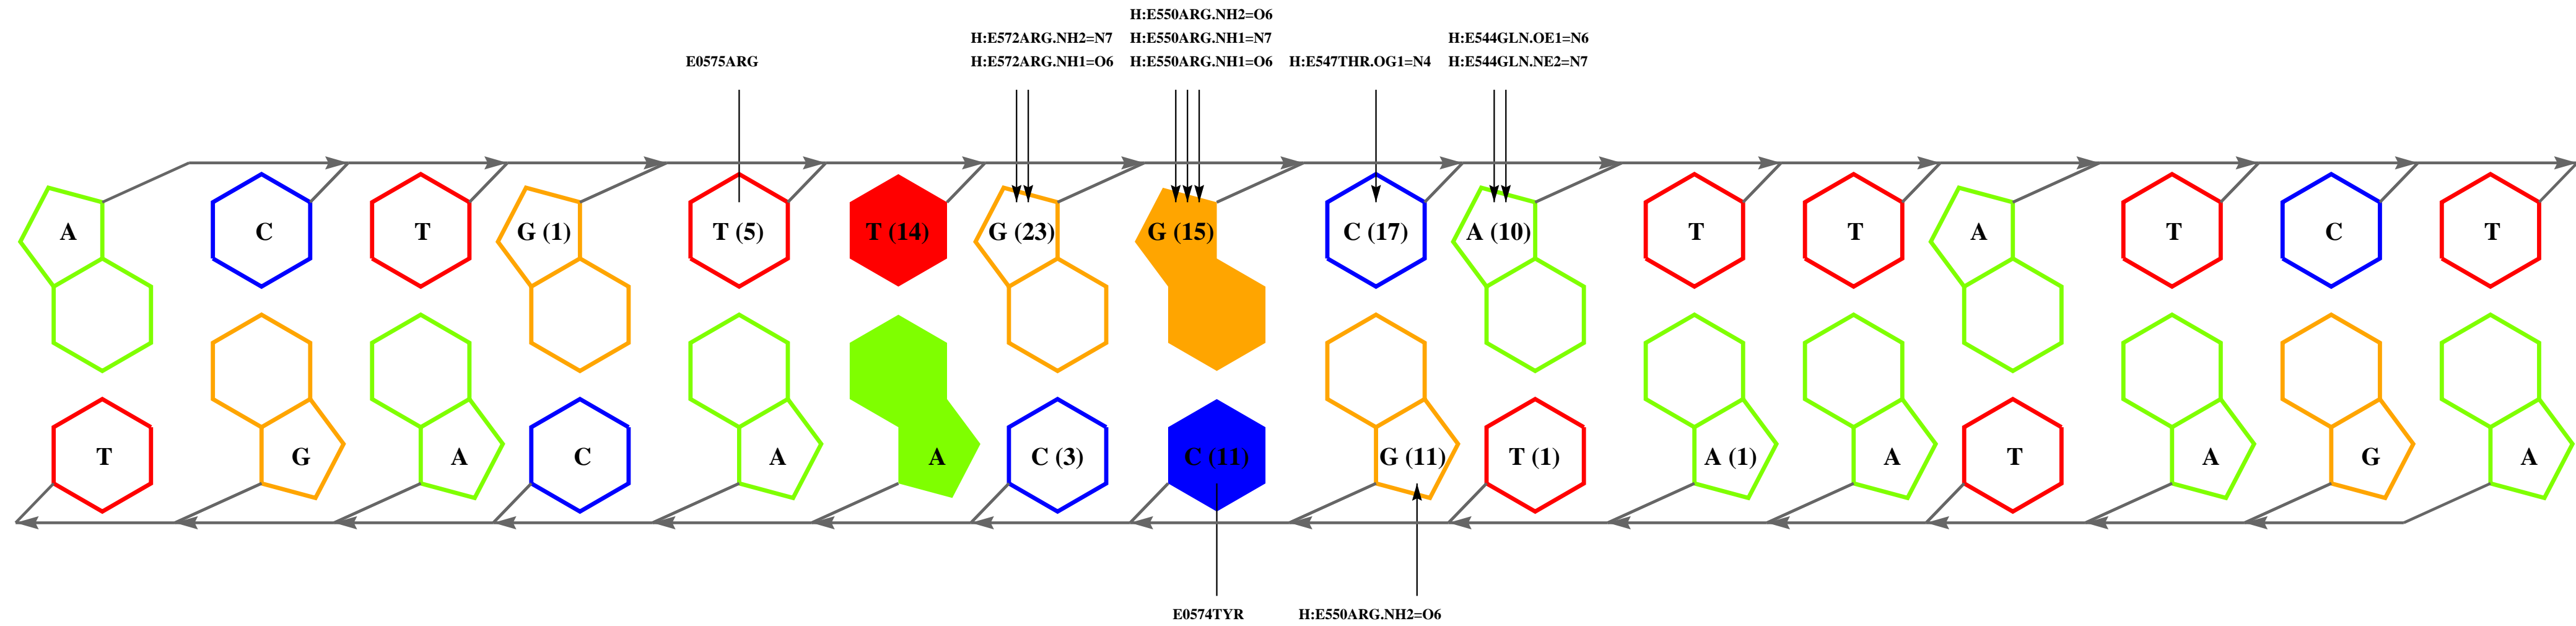 H:E550ARG.NH2=O6
H:E572ARG.NH2=N7 H:E550ARG.NH1=N7 H:E544GLN.OE1=N6
E0575ARG H:E572ARG.NH1=O6 H:E550ARG.NH1=O6 H:E547THR.OG1=N4 H:E544GLN.NE2=N7
A C T G (1) T (5) T (14) G (23) G (15) C (17) A (10) T T A T C T
T G A C A A C (3) C (11) G (11) T (1) A (1) A T A G A
E0574TYR H:E550ARG.NH2=O6